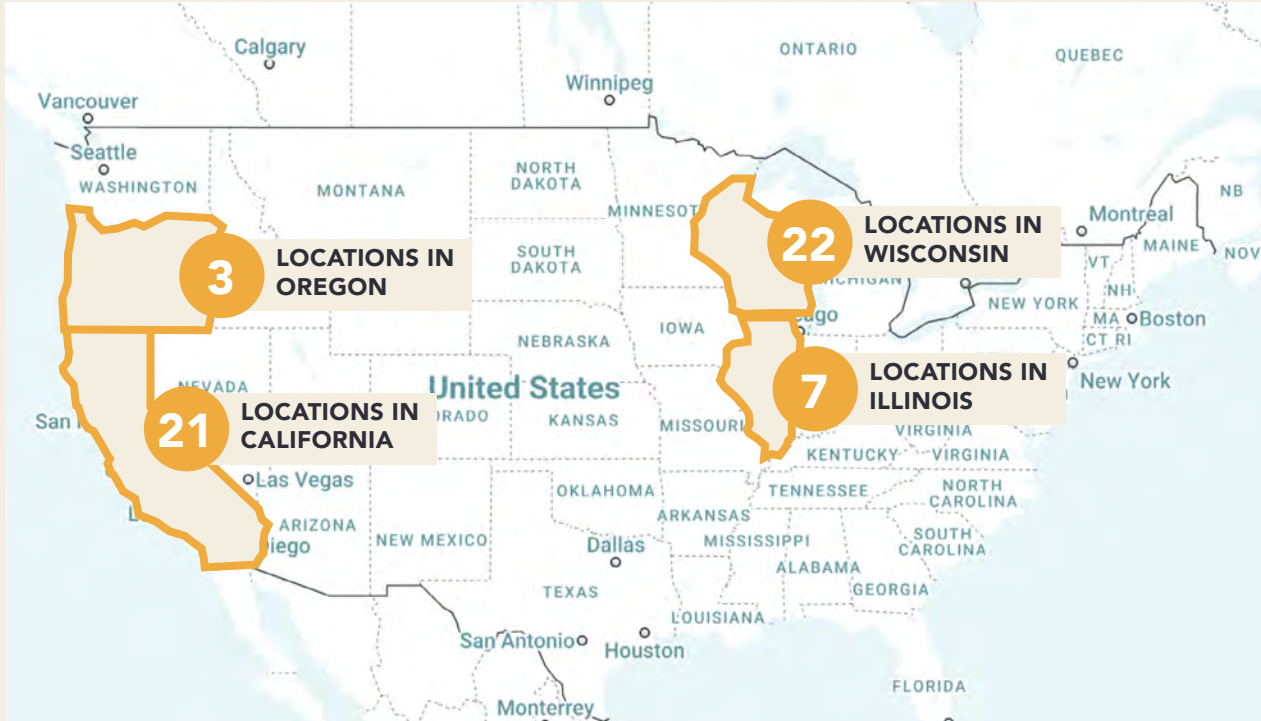 Calgary
ONTARIO
QUEBEC
Winnipeg
Vancouver
Seattle
WASHINGTON
MONTANA
NORTH
DAKOTA
MINNESOT
NB
Montreal
MAINE
NOV
3
LOCATIONS IN
OREGON
SOUTH
DAKOTA
22
LOCATIONS IN
WISCONSIN
MICHIGAN
VT
NH
NEW YORK
MA
Boston
CT RI
IOWA
NEBRASKA
New York
NEVADA
United States
KANSAS
MISSOURI
7
LOCATIONS IN
ILLINOIS
21
LOCATIONS IN
CALIFORNIA
VIRGINIA
KENTUCKY
VIRGINIA
Las Vegas
OKLAHOMA
TENNESSEE
NORTH
CAROLINA
ARIZONA
NEW MEXICO
ARKANSAS
MISSISSIPPI
SOUTH
CAROLINA
Dallas
ALABAMA
TEXAS
GEORGIA
LOUISIANA
San Antonio
Houston
FLORIDA
Monterrey